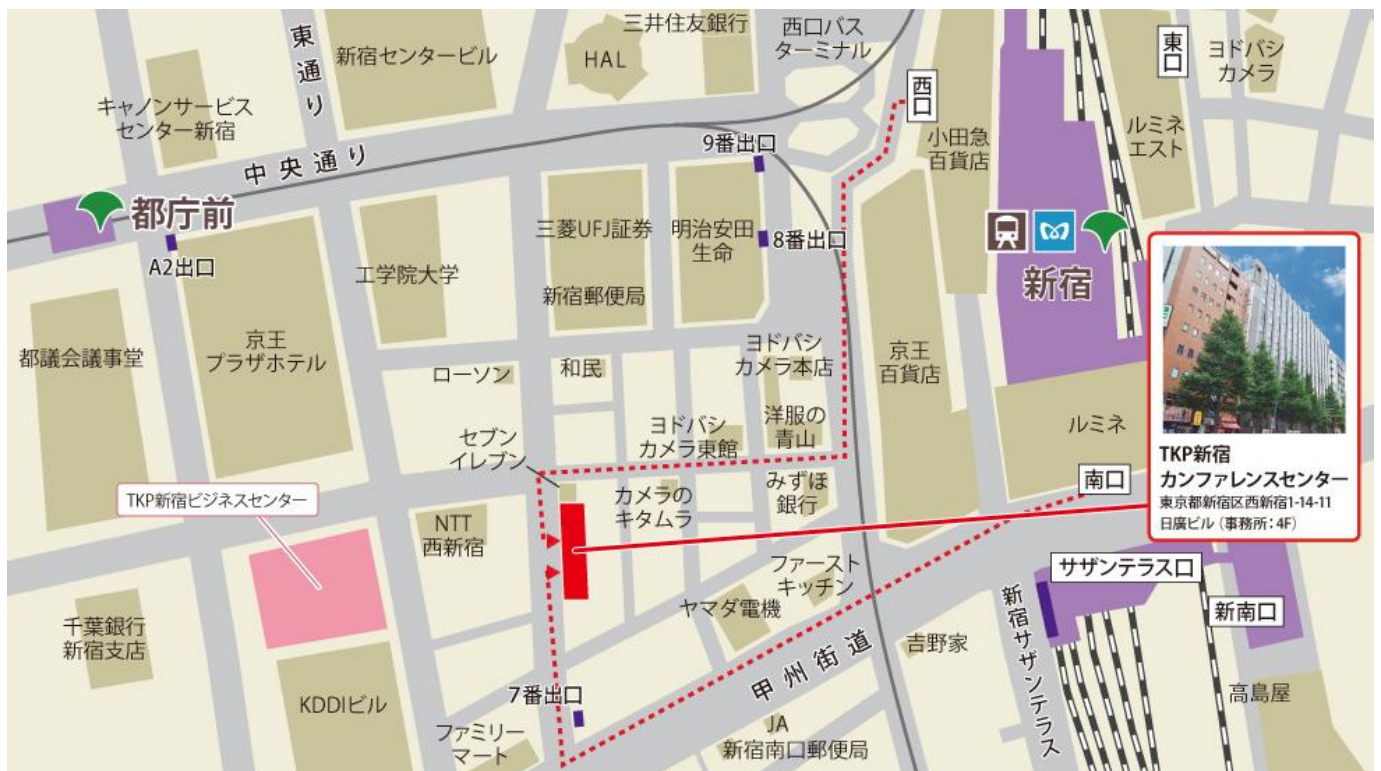 三井住友銀行
西口バス
ターミナル
東通り
新宿センタービル
HAL
東口
ヨドバシ
カメラ
キャノンサービス
センター新宿
西口
小田急
百貨店
ルミネ
エスト
中央通り
9番出口
都庁前
A2出口
三菱UFJ証券
明治安田
生命
8番出口
新宿
工学院大学
新宿郵便局
都議会議事堂
京王
プラザホテル
ローソン
和民
ヨドバシ
カメラ本店
京王
百貨店
洋服の
青山
ルミネ
セブン
イレブン
ヨドバシ
カメラ東館
TKP新宿
カンファレンスセンター
東京都新宿区西新宿1-14-11
日廣ビル（事務所：4F）
TKP新宿ビジネスセンター
NTT
西新宿
カメラの
キタムラ
みずほ
銀行
南口
ファースト
キッチン
ヤマダ電機
サザンテラス口
新南口
千葉銀行
新宿支店
甲州街道
吉野家
新宿サザンテラス
KDDIビル
7番出口
ファミリー
マート
JA
新宿南口郵便局
高島屋